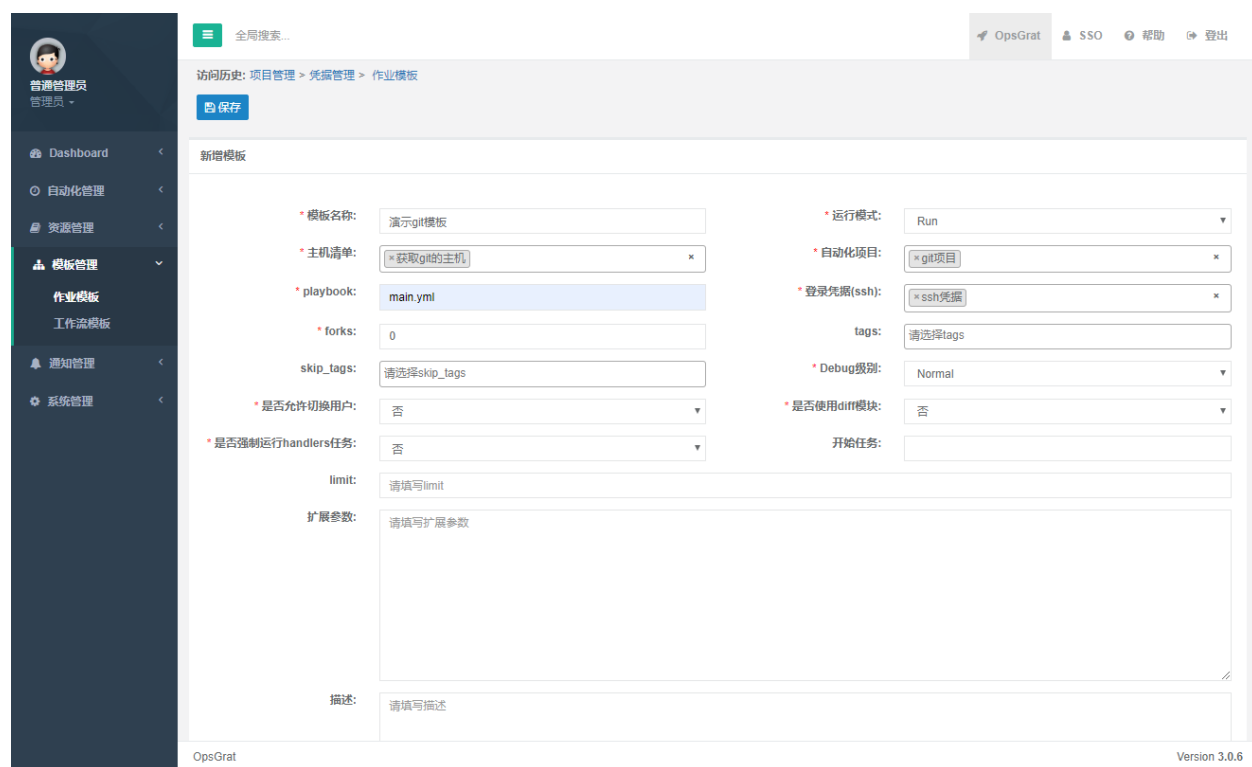 全局搜索...
OpsGrat
SSO
帮助
登出
普通管理员
管理员
访问历史: 项目管理 > 凭据管理 > 作业模板
保存
Dashboard
自动化管理
资源管理
模板管理
作业模板
工作流模板
通知管理
系统管理
新增模板
* 模板名称: 演示git模板
* 运行模式: Run
* 主机清单: ×获取git的主机 ×
* 自动化项目: ×git项目 ×
* playbook: main.yml
* 登录凭据(ssh): ×ssh凭据 ×
* forks: 0
tags: 请选择tags
skip_tags: 请选择skip_tags
* Debug级别: Normal
* 是否允许切换用户: 否
* 是否使用diff模块: 否
* 是否强制运行handlers任务: 否
开始任务:
limit: 请填写limit
扩展参数: 请填写扩展参数
描述: 请填写描述
OpsGrat
Version 3.0.6